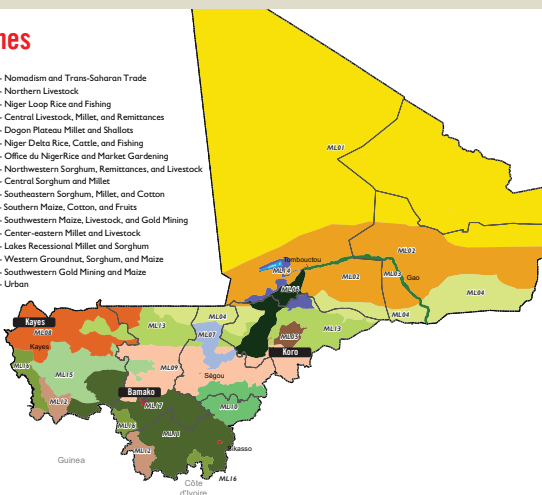 nes
- Nomadism and Trans-Saharan Trade
- Northern Livestock
- Niger Loop Rice and Fishing
- Central Livestock, Millet, and Remittances
- Dogon Plateau Millet and Shallots
- Niger Delta Rice, Cattle, and Fishing
- Office du NigerRice and Market Gardening
- Northwestern Sorghum, Remittances, and Livestock
- Central Sorghum and Millet
- Southeastern Sorghum, Millet, and Cotton
- Southern Maize, Cotton, and Fruits
- Southwestern Maize, Livestock, and Gold Mining
- Center-eastern Millet and Livestock
- Lakes Recessional Millet and Sorghum
- Western Groundnut, Sorghum, and Maize
- Southwestern Gold Mining and Maize
- Urban
ML01
ML02
Tombouctou
ML14
ML02
ML03
Gao
ML06
ML04
ML04
ML04
Kayes
ML08
ML13
ML07
ML05
ML13
Kayes
Koro
ML16
ML15
ML09
Ségou
ML12
Bamako
ML17
ML10
ML16
ML11
ML12
Sikasso
Guinea
ML16
Côte
d'Ivoire